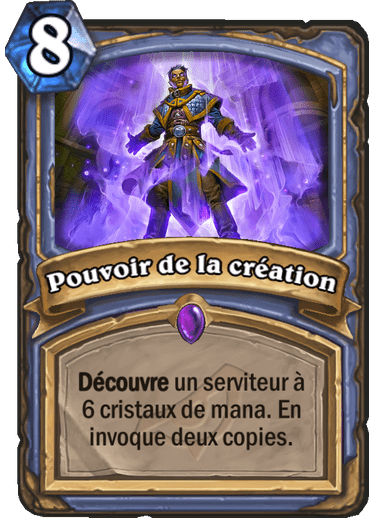 8
Pouvoir de la création
Découvre un serviteur à
6 cristaux de mana. En
invoque deux copies.